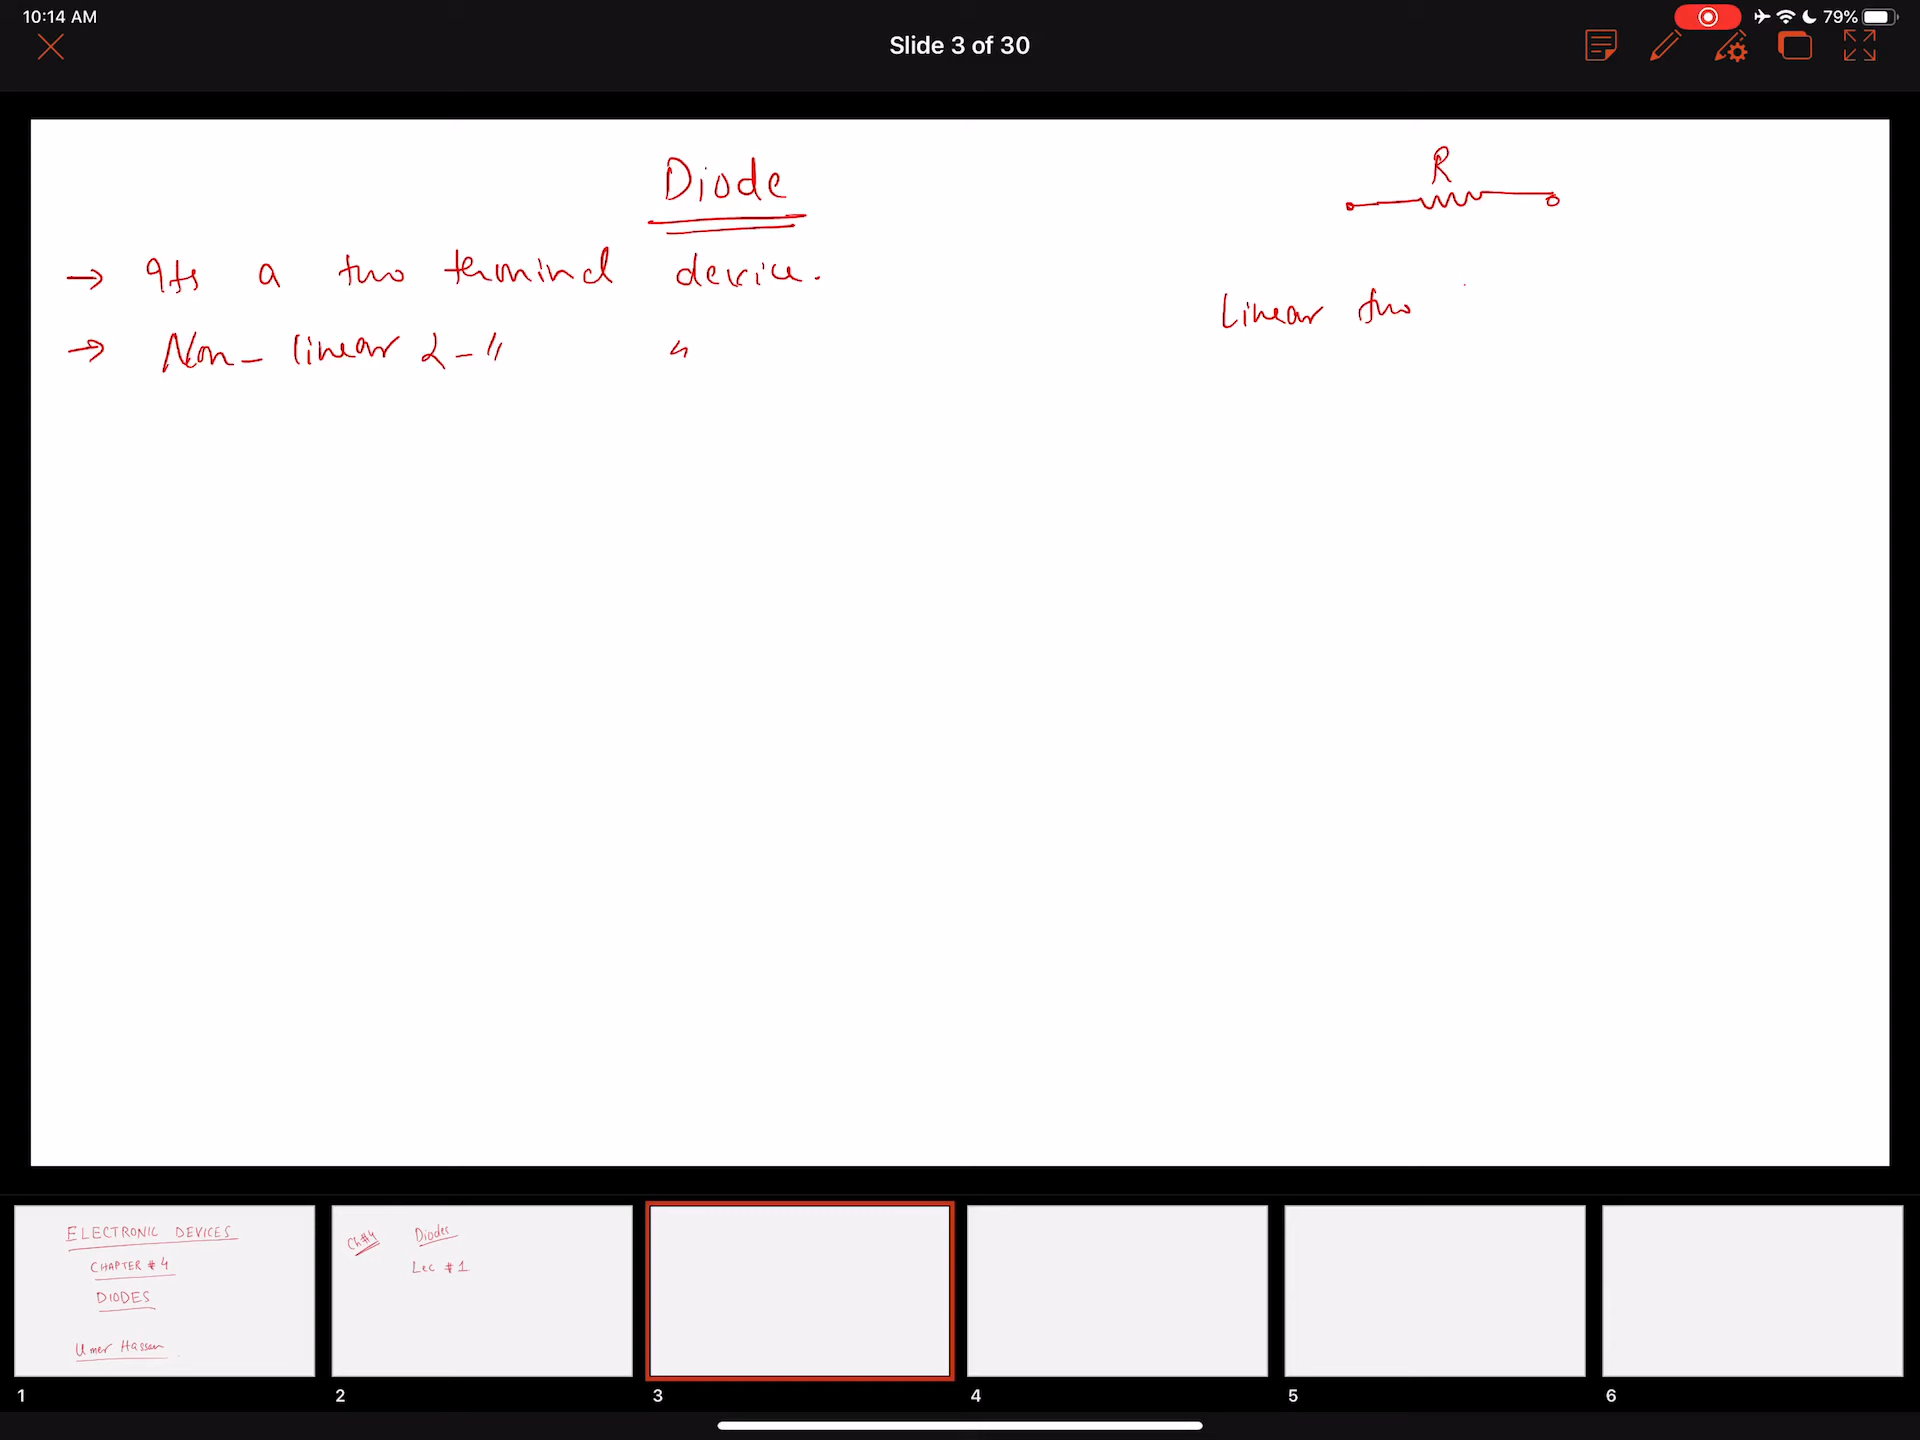 10:14 AM
79%
Slide 3 of 30
Diode
R
→ Its a two terminal device.
Linear two
→ Non-linear 2-" "
ELECTRONIC DEVICES
CHAPTER #4
DIODES
Umer Hassan
Ch#4 Diodes
Lec #1
1
2
3
4
5
6